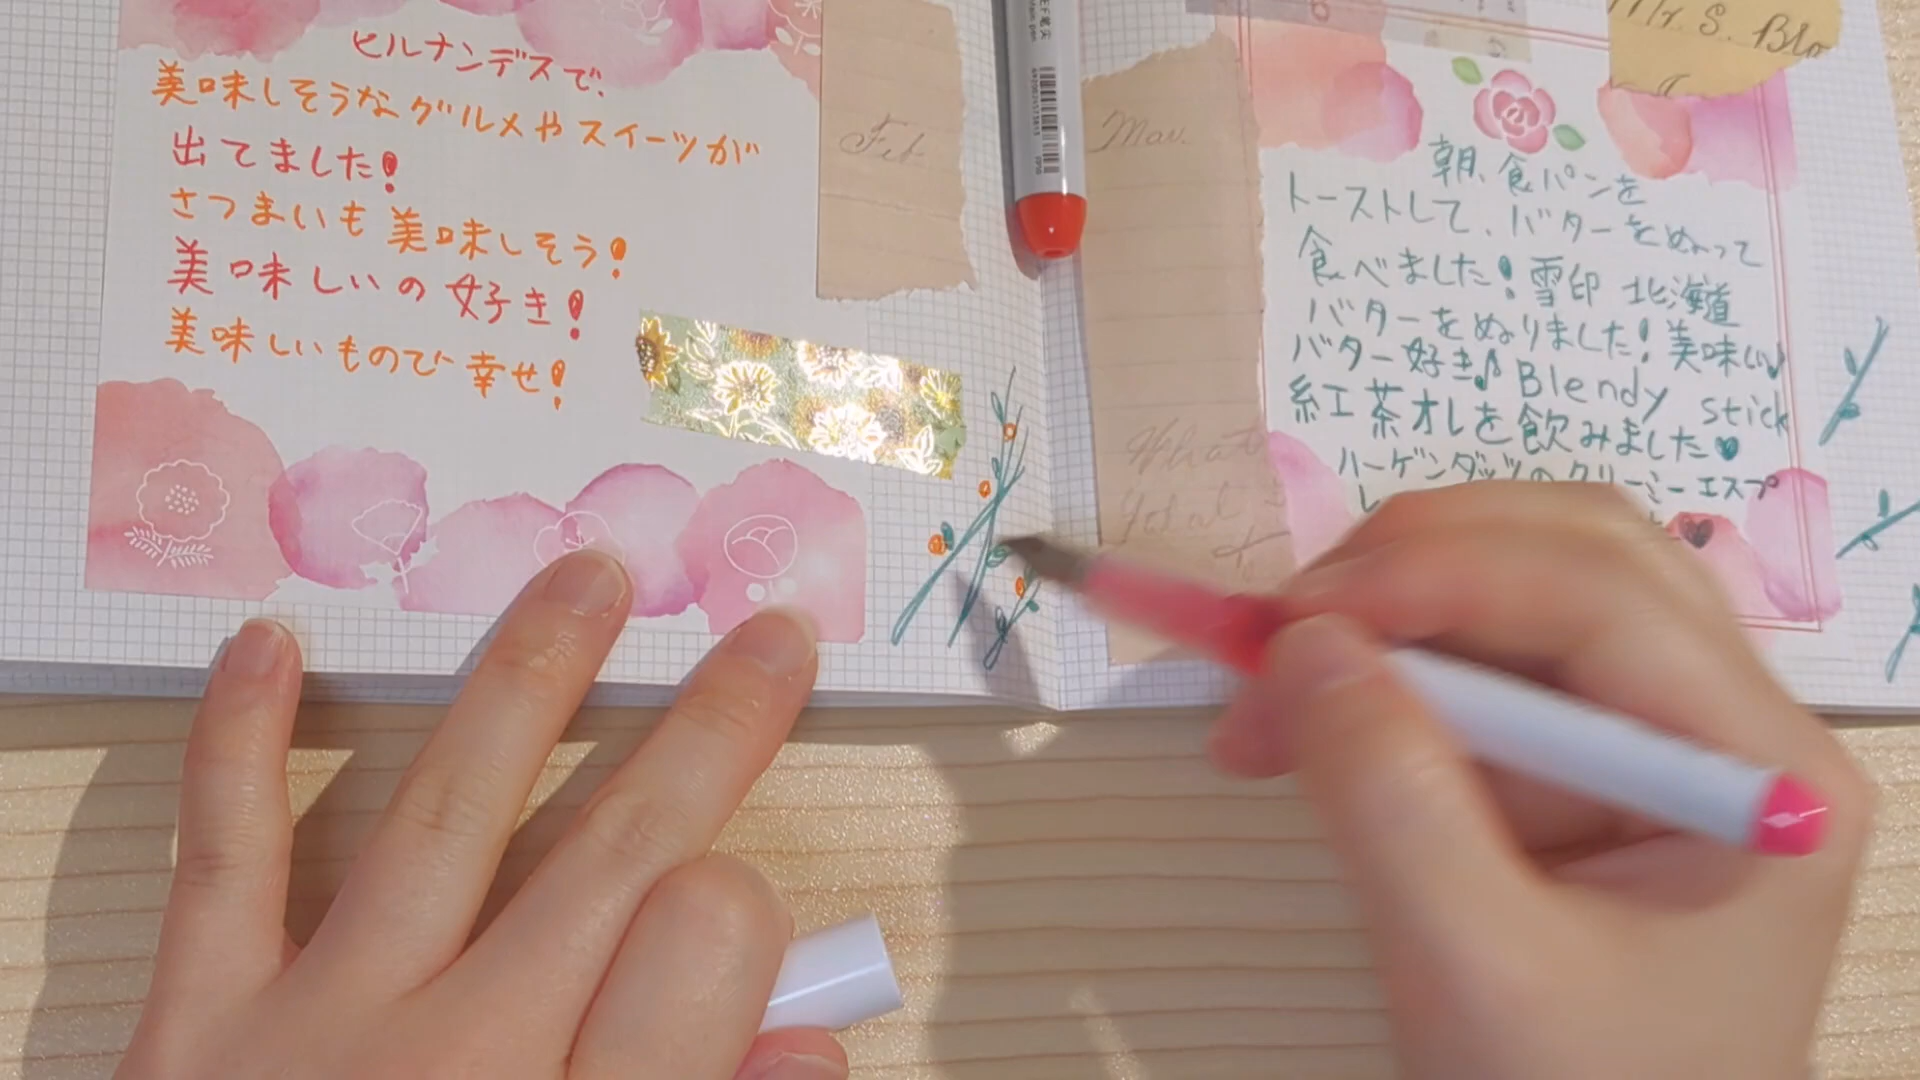 ヒルナンデスで、
美味しそうなグルメやスイーツが
出てました!
さつまいも美味しそう!
美味しいの好き!
美味しいもので幸せ!
Feb
Mav.
What
Mr. S. Blo
朝、食パンを
トーストして、バターをぬって
食べました!雪印 北海道
バターをぬりました!美味しい♪
バター好き♪Blendy stick
紅茶オレを飲みました♥
ハーゲンダッツのクリーミーエスプ
レ